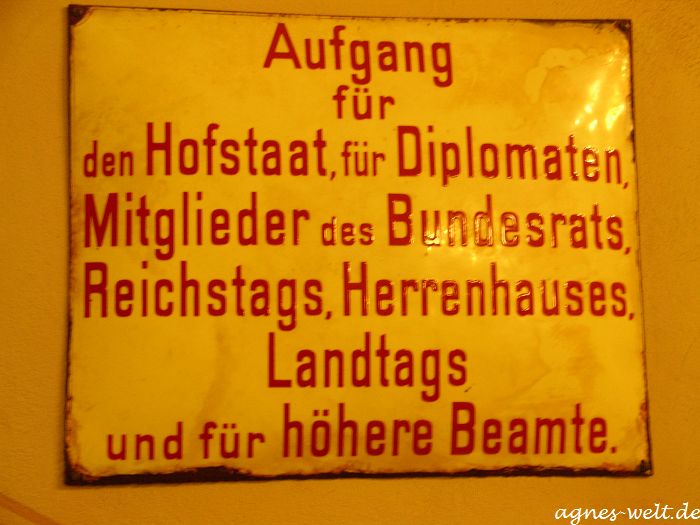 Aufgang
für
den Hofstaat, für Diplomaten,
Mitglieder des Bundesrats,
Reichstags, Herrenhauses,
Landtags
und für höhere Beamte.
agnes-welt.de